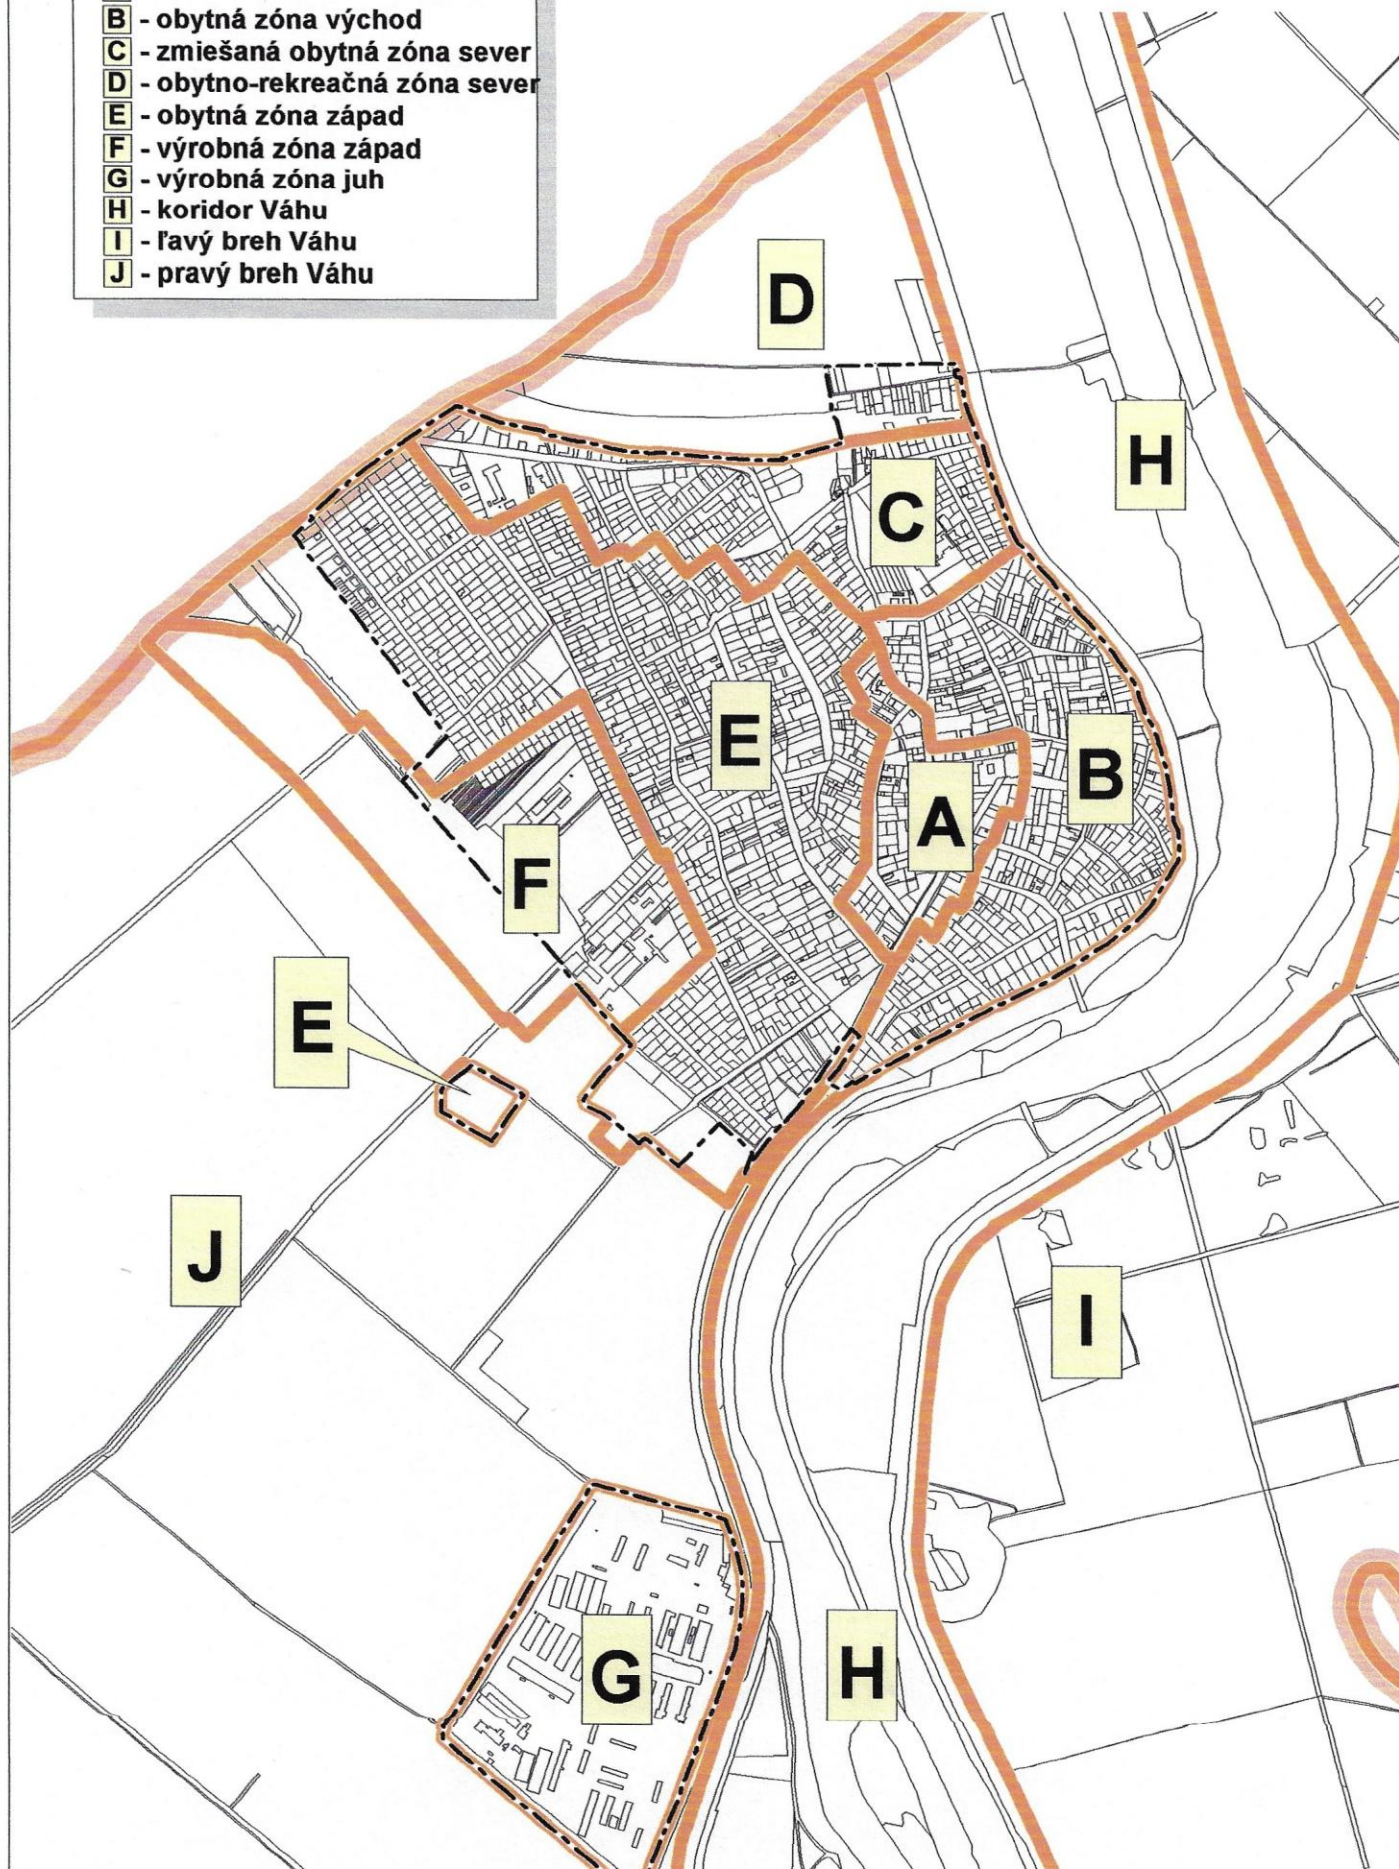 B - obytná zóna východ
C - zmiešaná obytná zóna sever
D - obytno-rekreačná zóna sever
E - obytná zóna západ
F - výrobná zóna západ
G - výrobná zóna juh
H - koridor Váhu
I - ľavý breh Váhu
J - pravý breh Váhu
D
H
C
E
B
A
F
E
J
I
G
H